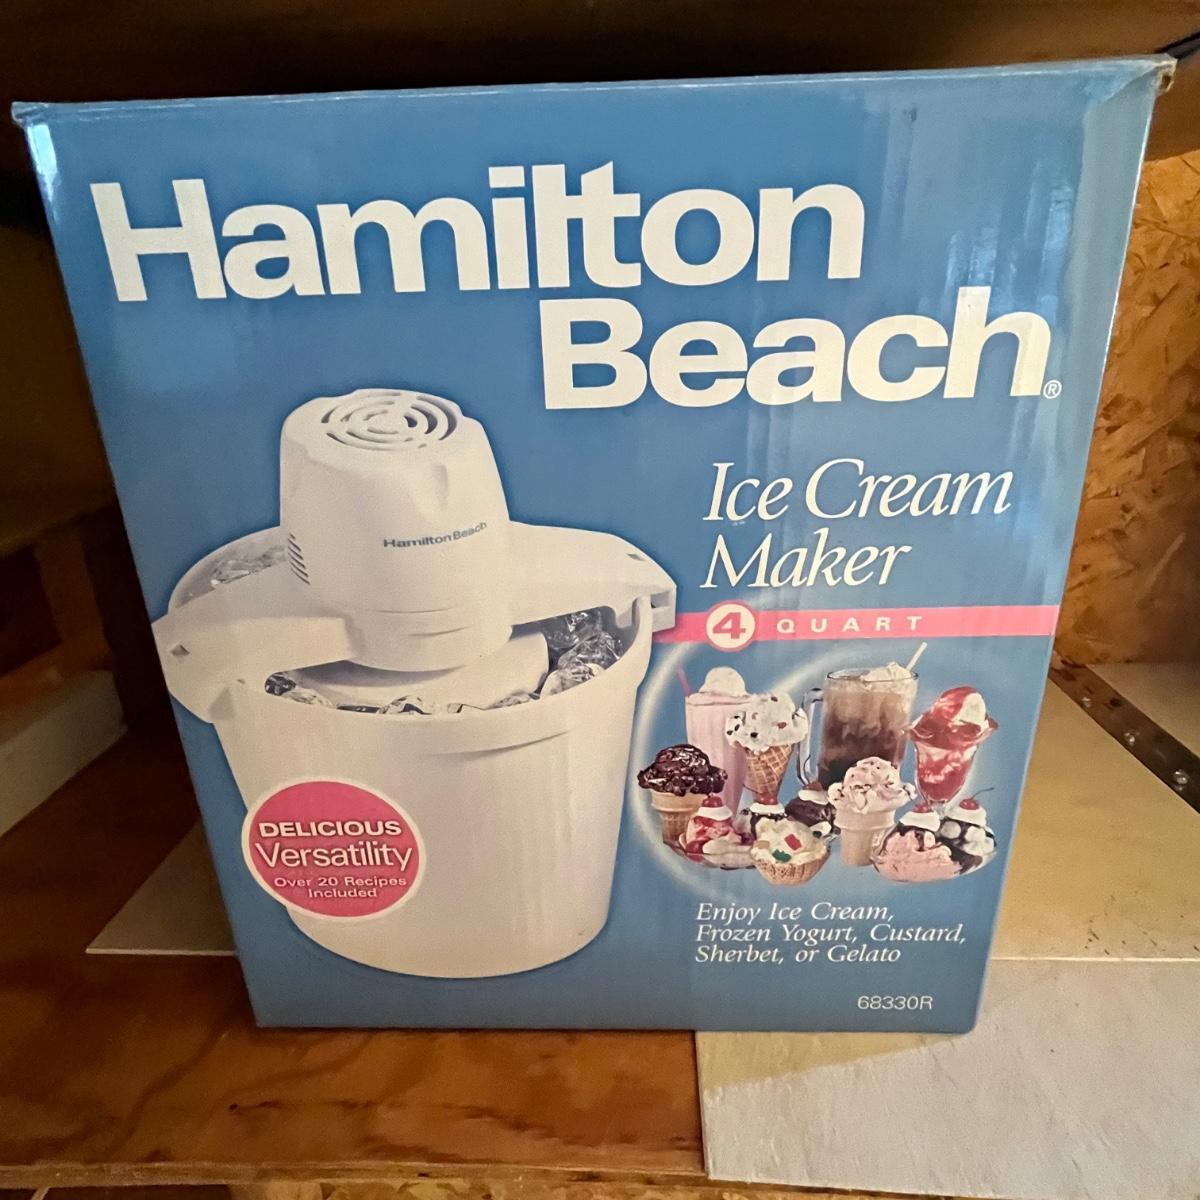 Hamilton
Beach®
Ice Cream
Maker
4 QUART
Hamilton Beach
DELICIOUS
Versatility
Over 20 Recipes
Included
Enjoy Ice Cream,
Frozen Yogurt, Custard,
Sherbet, or Gelato
68330R